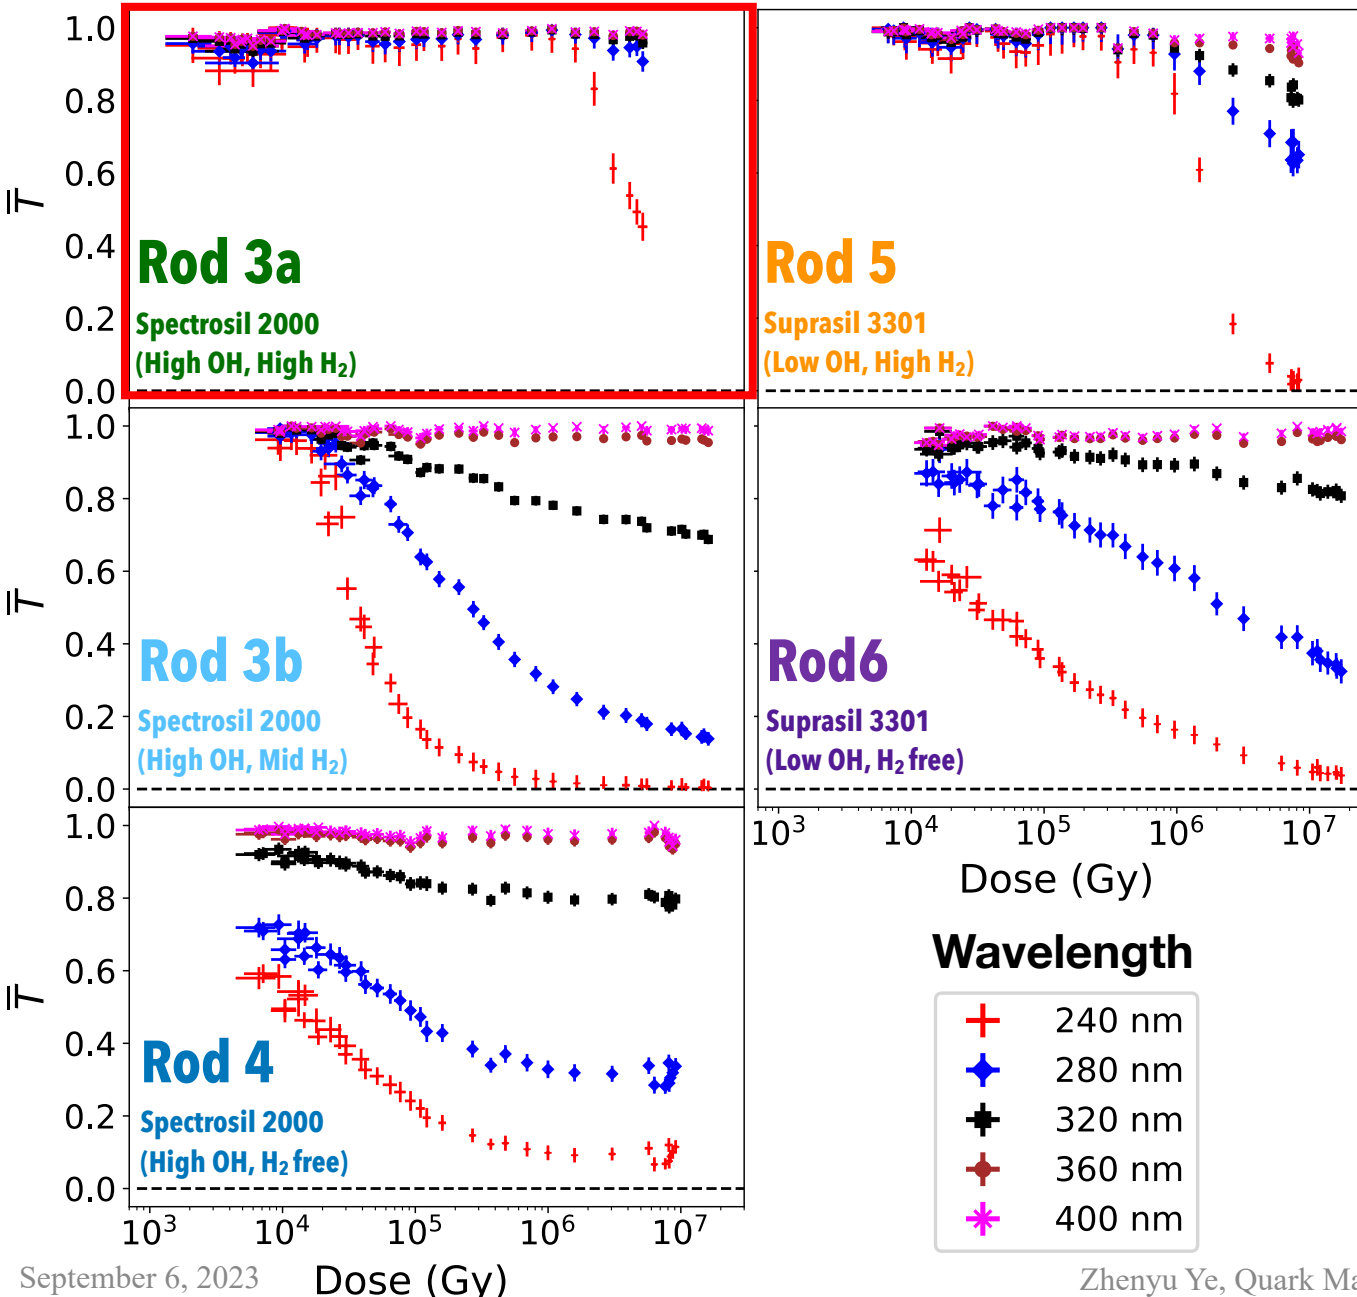 1.0
0.8
0.6
0.4
0.2
0.0
T
Rod 3a
Spectrosil 2000
(High OH, High H₂)
Rod 5
Suprasil 3301
(Low OH, High H₂)
1.0
0.8
0.6
0.4
0.2
0.0
T
Rod 3b
Spectrosil 2000
(High OH, Mid H₂)
Rod6
Suprasil 3301
(Low OH, H₂ free)
10³ 10⁴ 10⁵ 10⁶ 10⁷
Dose (Gy)
1.0
0.8
0.6
0.4
0.2
0.0
T
Rod 4
Spectrosil 2000
(High OH, H₂ free)
10³ 10⁴ 10⁵ 10⁶ 10⁷
Dose (Gy)
Wavelength
240 nm
280 nm
320 nm
360 nm
400 nm
September 6, 2023
Zhenyu Ye, Quark Ma